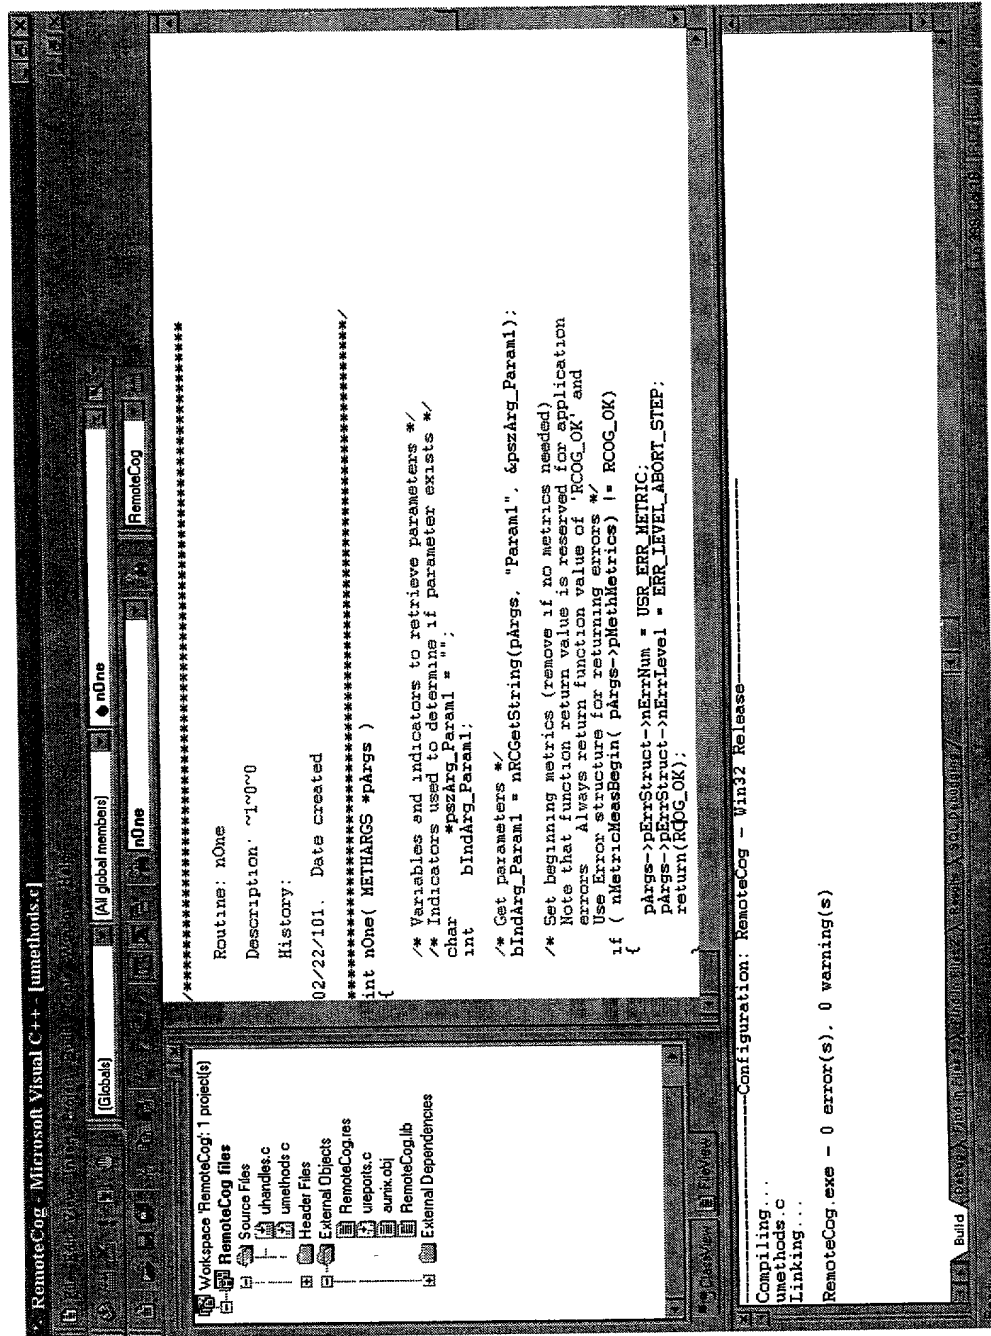 RemoteCog - Microsoft Visual C++ - [umethods.c]
(Globals)
(All global members)
nOne
nOne
RemoteCog
Workspace 'RemoteCog': 1 project(s)
RemoteCog files
Source Files
uhandles.c
umethods c
Header Files
External Objects
RemoteCog.res
ureports.c
aunix.obj
RemoteCog.lib
External Dependencies
ClassView
FileView
/************************************************************
Routine: nOne
Description: ~~1~0~0
History:
02/22/101. Date created
************************************************************/
int nOne( METHARGS *pArgs )
{
/* Variables and indicators to retrieve parameters */
/* Indicators used to determine if parameter exists */
char *pszArg_Param1 = "";
int bIndArg_Param1;
/* Get parameters */
bIndArg_Param1 = nRCGetString(pArgs, "Param1", &pszArg_Param1);
/* Set beginning metrics (remove if no metrics needed)
Note that function return value is reserved for application
errors Always return function value of 'RCOG_OK' and
Use Error structure for returning errors */
if ( nMetricMeasBegin( pArgs->pMethMetrics) != RCOG_OK)
{
pArgs->pErrStruct->nErrNum = USR_ERR_METRIC;
pArgs->pErrStruct->nErrLevel = ERR_LEVEL_ABORT_STEP;
return(RCOG_OK);
}
--------------------Configuration: RemoteCog - Win32 Release--------------------
Compiling...
umethods.c
Linking...
RemoteCog.exe - 0 error(s), 0 warning(s)
Build